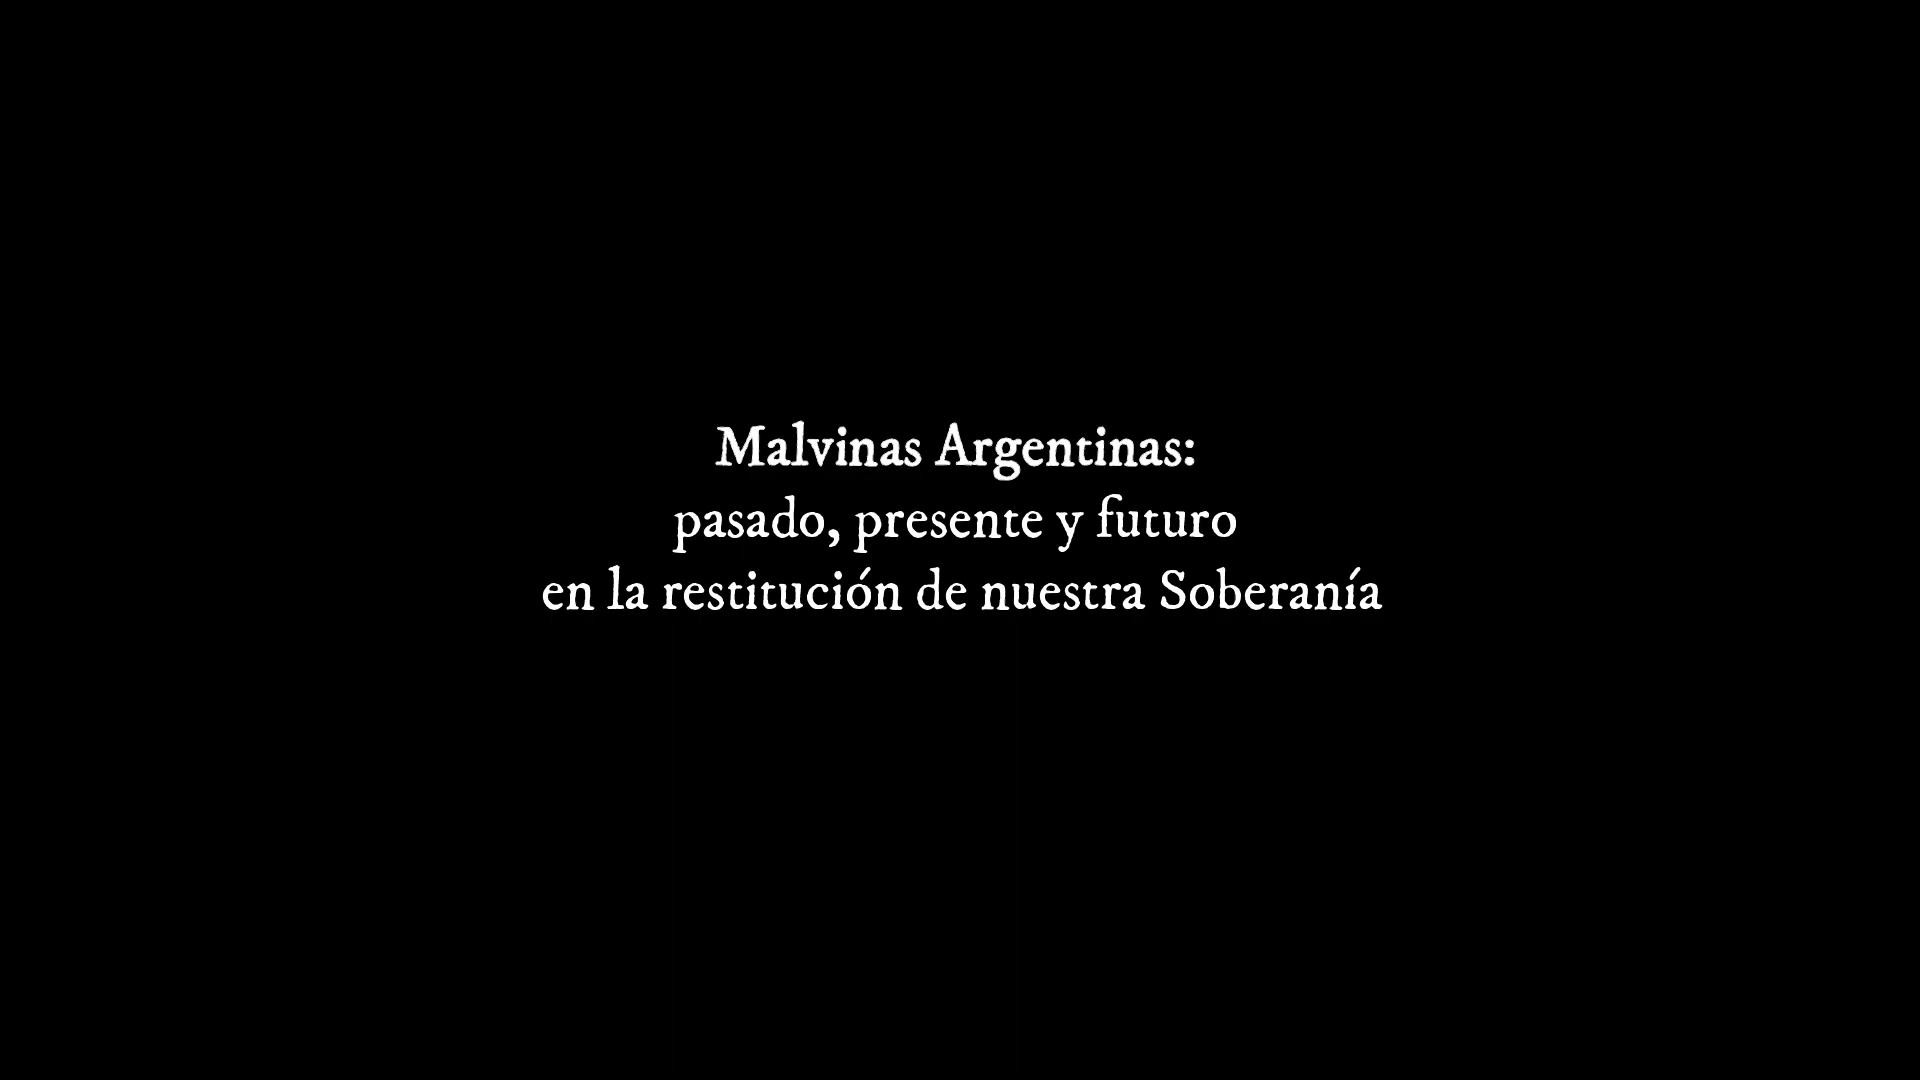 Malvinas Argentinas:
pasado, presente y futuro
en la restitución de nuestra Soberanía